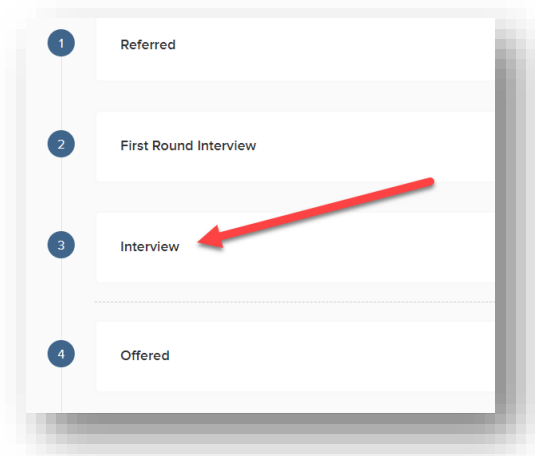 1 Referred
2 First Round Interview
3 Interview
4 Offered